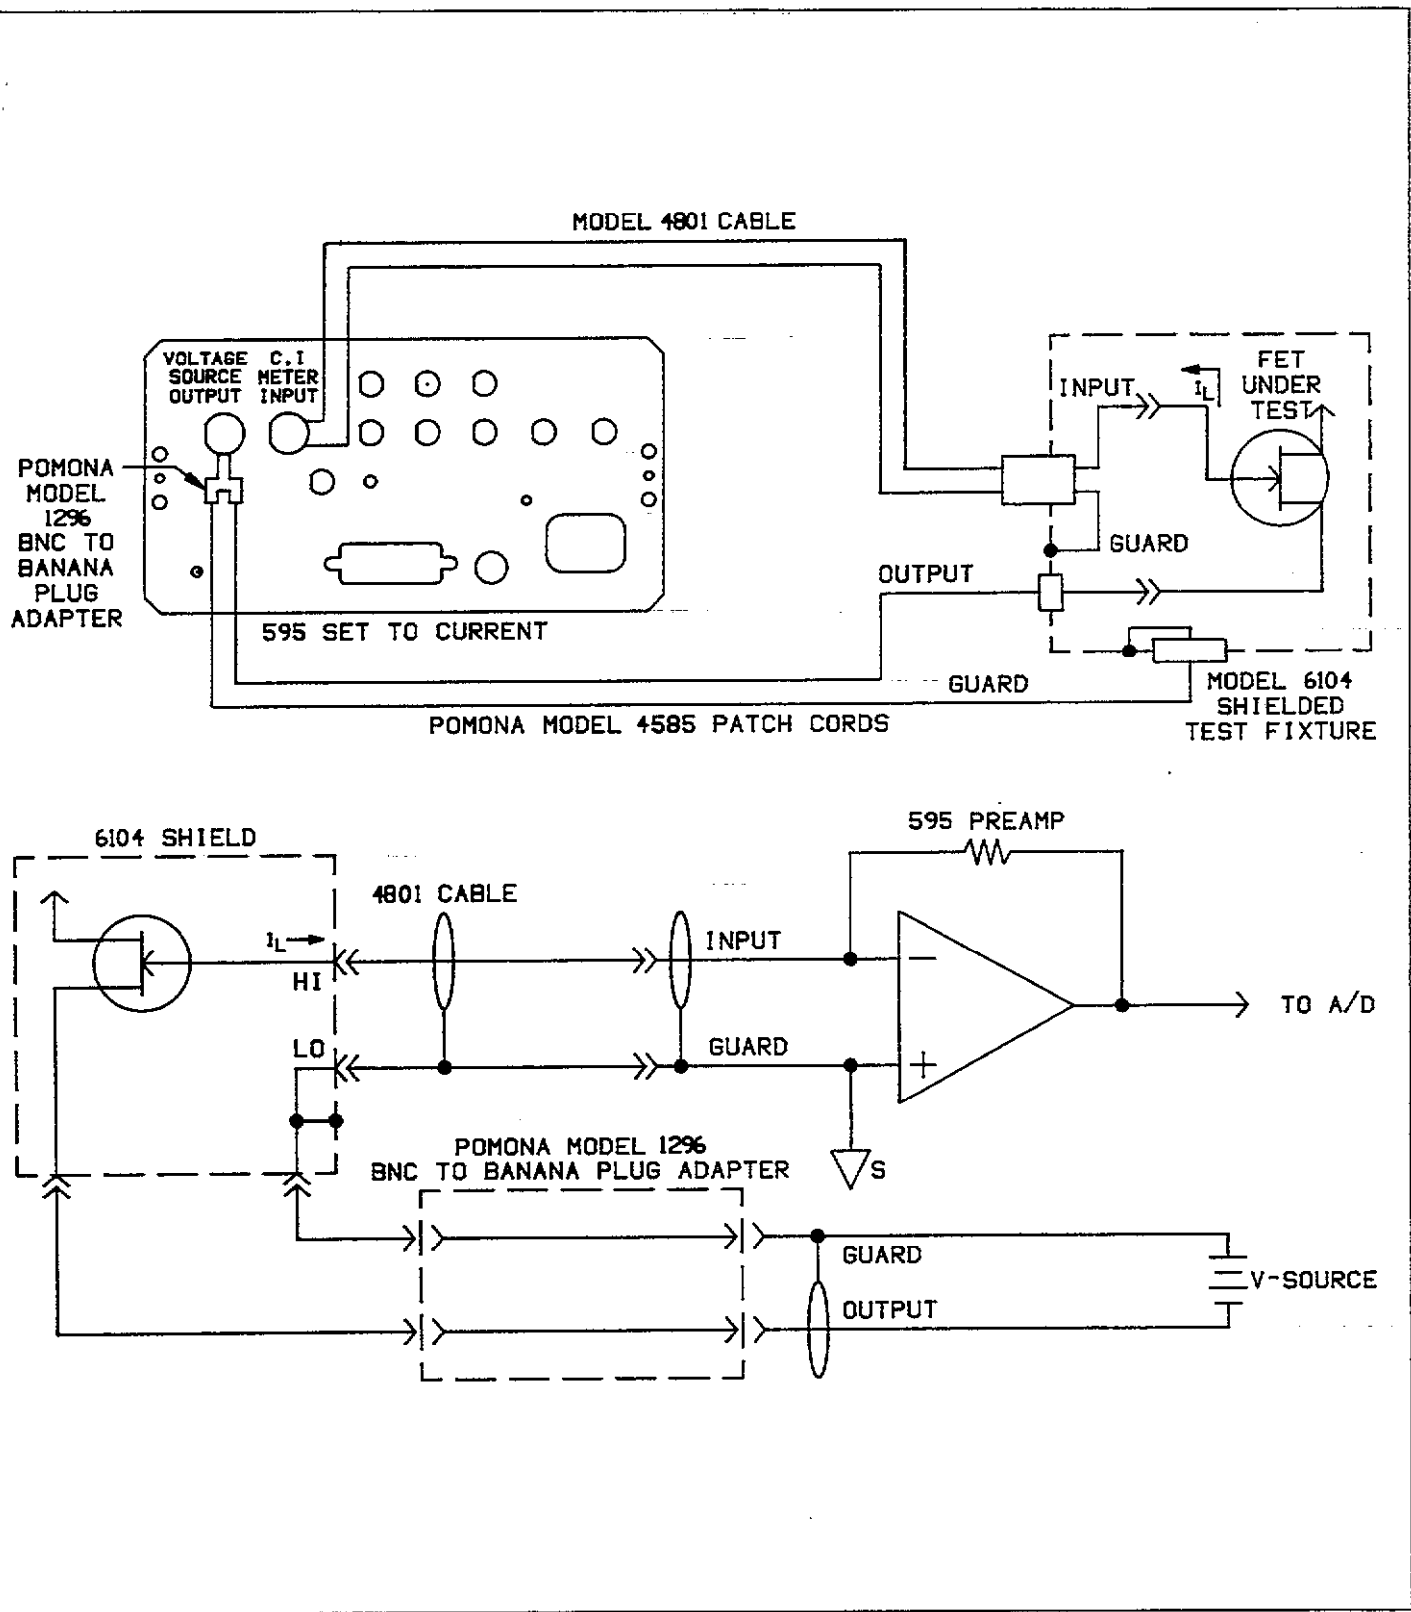 MODEL 4801 CABLE
VOLTAGE
SOURCE
OUTPUT
C.I
METER
INPUT
FET
UNDER
TEST
INPUT
IL
POMONA
MODEL
1296
BNC TO
BANANA
PLUG
ADAPTER
GUARD
OUTPUT
595 SET TO CURRENT
GUARD
MODEL 6104
SHIELDED
TEST FIXTURE
POMONA MODEL 4585 PATCH CORDS
6104 SHIELD
595 PREAMP
4801 CABLE
IL
INPUT
HI
TO A/D
LO
GUARD
POMONA MODEL 1296
BNC TO BANANA PLUG ADAPTER
S
GUARD
V-SOURCE
OUTPUT